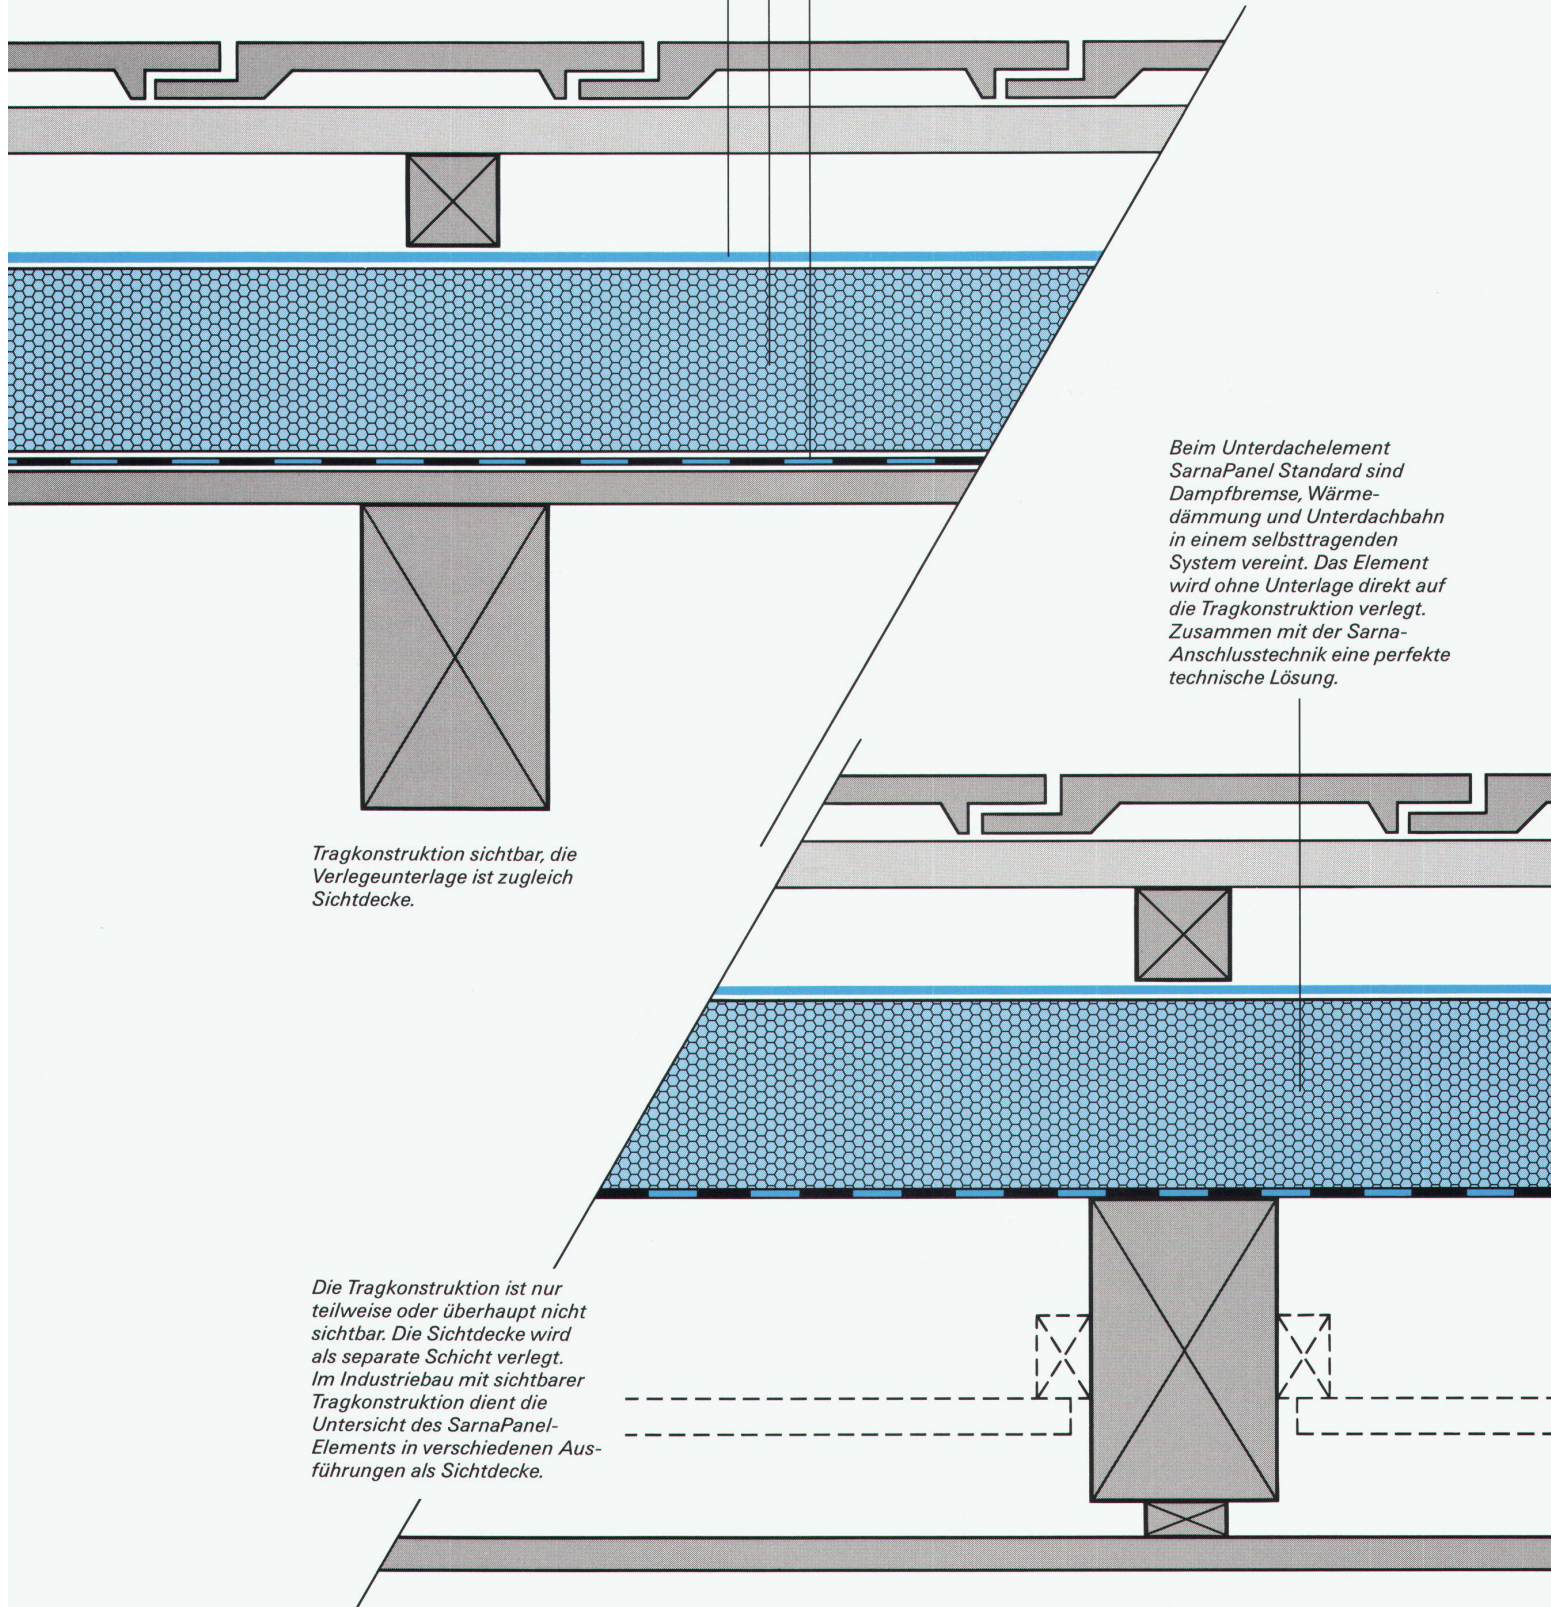 Beim Unterdachelement
SarnaPanel Standard sind
Dampfbremse, Wärme-
dämmung und Unterdachbahn
in einem selbsttragenden
System vereint. Das Element
wird ohne Unterlage direkt auf
die Tragkonstruktion verlegt.
Zusammen mit der Sarna-
Anschlusstechnik eine perfekte
technische Lösung.
Tragkonstruktion sichtbar, die
Verlegeunterlage ist zugleich
Sichtdecke.
Die Tragkonstruktion ist nur
teilweise oder überhaupt nicht
sichtbar. Die Sichtdecke wird
als separate Schicht verlegt.
Im Industriebau mit sichtbarer
Tragkonstruktion dient die
Untersicht des SarnaPanel-
Elements in verschiedenen Aus-
führungen als Sichtdecke.